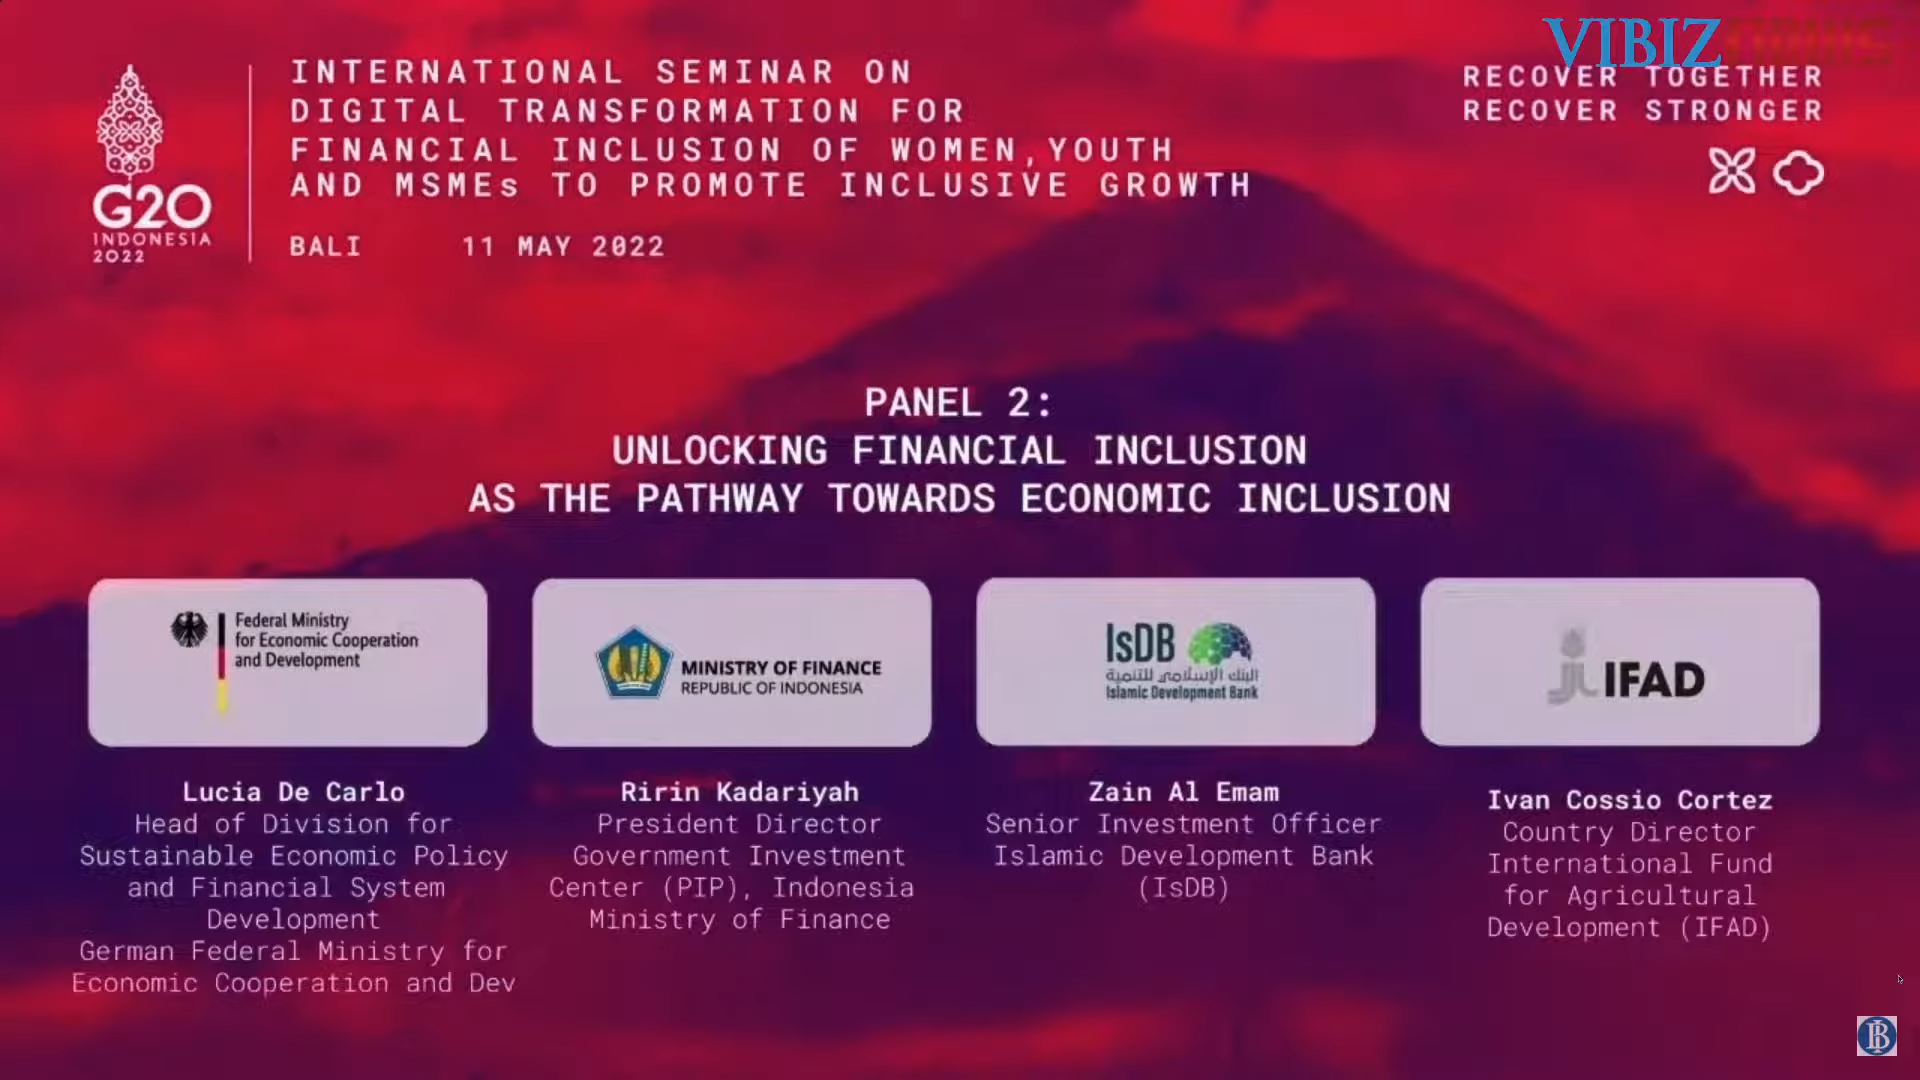 VIBIZnews
INTERNATIONAL SEMINAR ON
DIGITAL TRANSFORMATION FOR
FINANCIAL INCLUSION OF WOMEN,YOUTH
AND MSMEs TO PROMOTE INCLUSIVE GROWTH
BALI 11 MAY 2022
G20
INDONESIA
2022
RECOVER TOGETHER
RECOVER STRONGER
PANEL 2:
UNLOCKING FINANCIAL INCLUSION
AS THE PATHWAY TOWARDS ECONOMIC INCLUSION
Federal Ministry
for Economic Cooperation
and Development
MINISTRY OF FINANCE
REPUBLIC OF INDONESIA
IsDB
البنك الإسلامي للتنمية
Islamic Development Bank
IFAD
Lucia De Carlo
Head of Division for
Sustainable Economic Policy
and Financial System
Development
German Federal Ministry for
Economic Cooperation and Dev
Ririn Kadariyah
President Director
Government Investment
Center (PIP), Indonesia
Ministry of Finance
Zain Al Emam
Senior Investment Officer
Islamic Development Bank
(IsDB)
Ivan Cossio Cortez
Country Director
International Fund
for Agricultural
Development (IFAD)